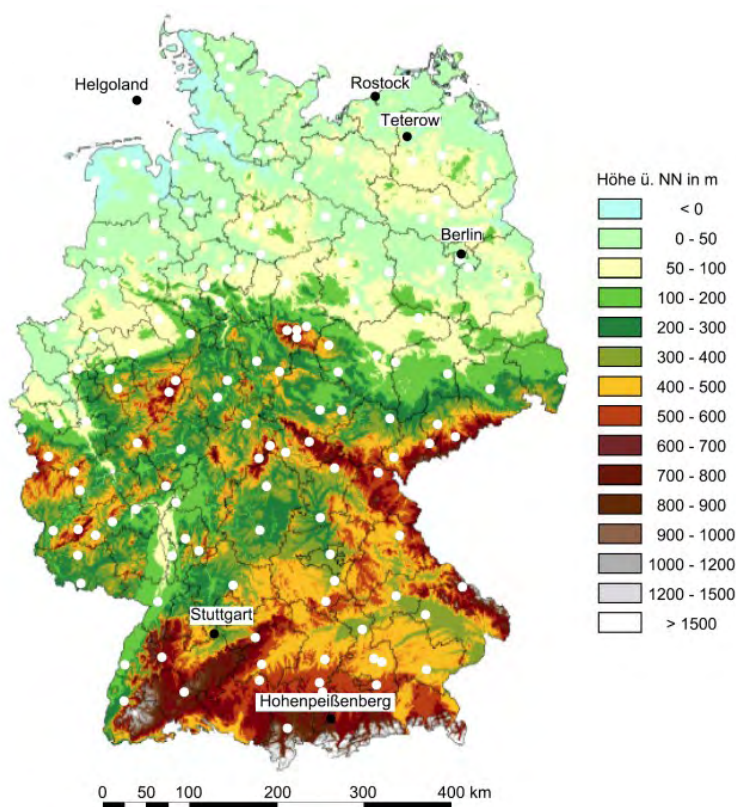 Helgoland
Rostock
Teterow
Berlin
Stuttgart
Hohenpeißenberg
Höhe ü. NN in m
< 0
0 - 50
50 - 100
100 - 200
200 - 300
300 - 400
400 - 500
500 - 600
600 - 700
700 - 800
800 - 900
900 - 1000
1000 - 1200
1200 - 1500
> 1500
0 50 100 200 300 400 km